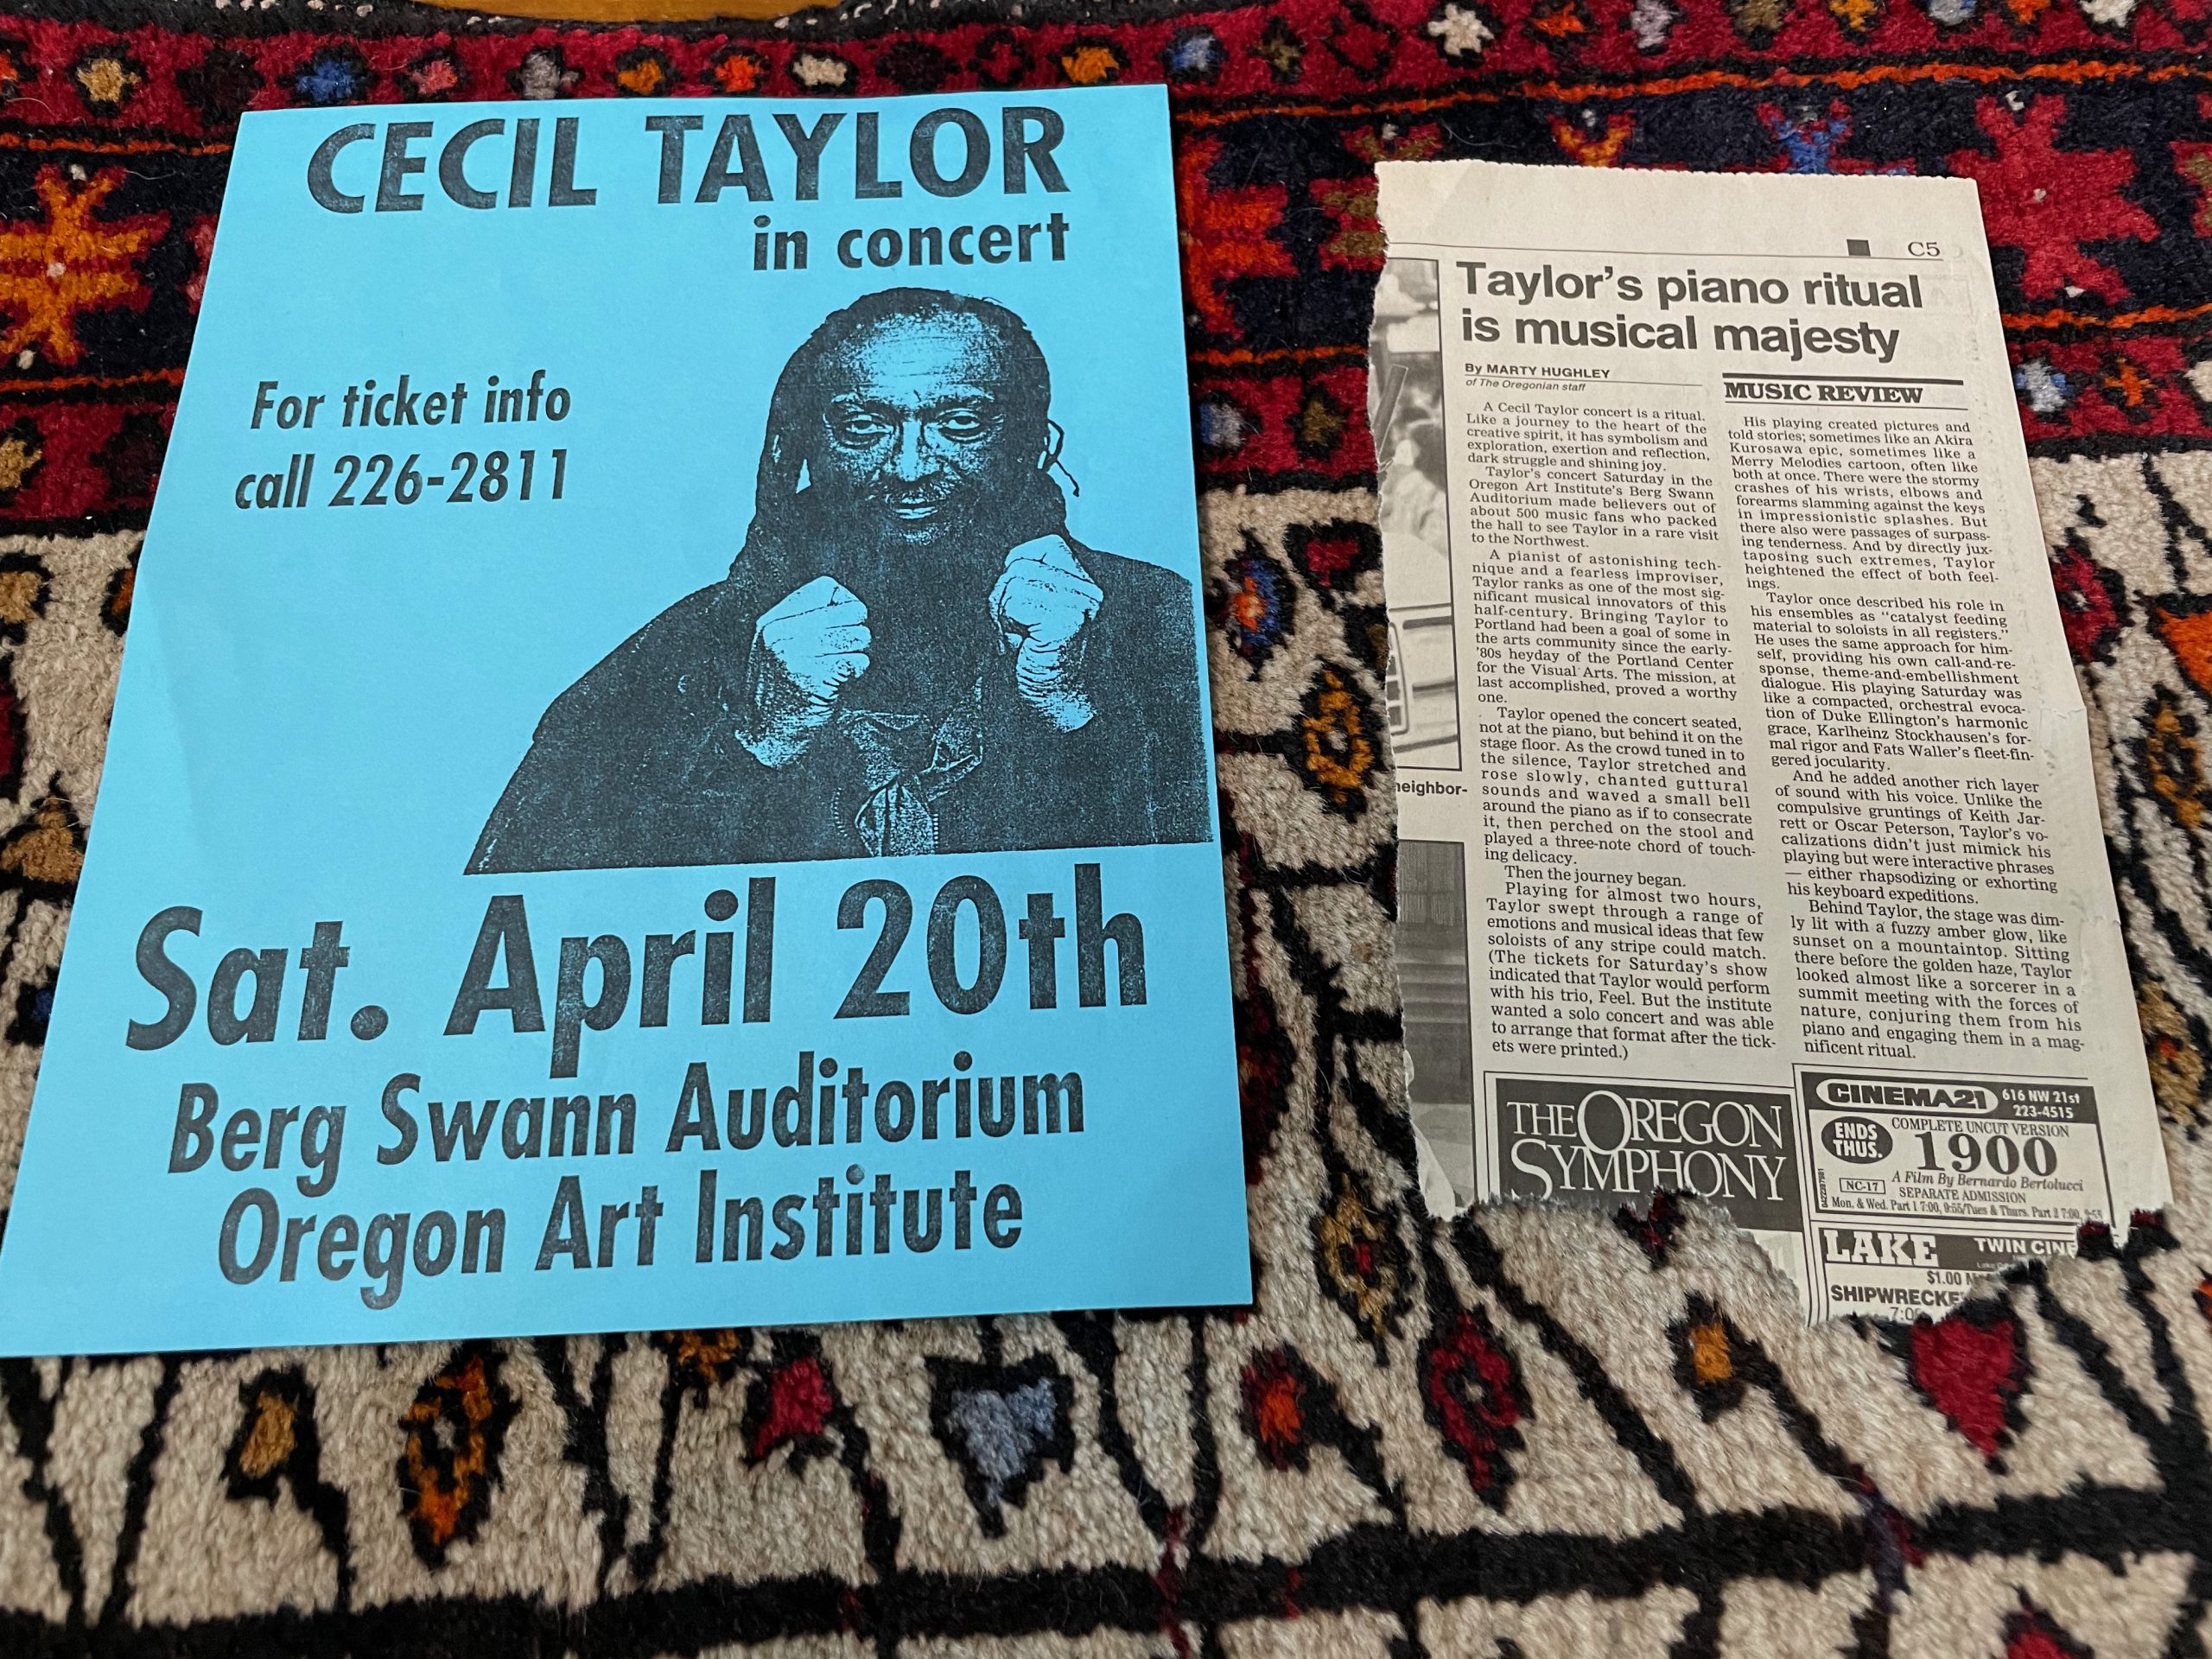 CECIL TAYLOR
in concert
For ticket info
call 226-2811
Sat. April 20th
Berg Swann Auditorium
Oregon Art Institute
C5
Taylor's piano ritual
is musical majesty
By MARTY HUGHLEY
of The Oregonian staff
A Cecil Taylor concert is a ritual.
Like a journey to the heart of the
creative spirit, it has symbolism and
exploration, exertion and reflection,
dark struggle and shining joy.
Taylor's concert Saturday in the
Oregon Art Institute's Berg Swann
Auditorium made believers out of
about 500 music fans who packed
the hall to see Taylor in a rare visit
to the Northwest.
A pianist of astonishing tech-
nique and a fearless improviser,
Taylor ranks as one of the most sig-
nificant musical innovators of this
half-century. Bringing Taylor to
Portland had been a goal of some in
the arts community since the early-
'80s heyday of the Portland Center
for the Visual Arts. The mission, at
last accomplished, proved a worthy
one.
Taylor opened the concert seated,
not at the piano, but behind it on the
stage floor. As the crowd tuned in to
the silence, Taylor stretched and
rose slowly, chanted guttural
sounds and waved a small bell
around the piano as if to consecrate
it, then perched on the stool and
played a three-note chord of touch-
ing delicacy.
Then the journey began.
Playing for almost two hours,
Taylor swept through a range of
emotions and musical ideas that few
soloists of any stripe could match.
(The tickets for Saturday's show
indicated that Taylor would perform
with his trio, Feel. But the institute
wanted a solo concert and was able
to arrange that format after the tick-
ets were printed.)
MUSIC REVIEW
His playing created pictures and
told stories; sometimes like an Akira
Kurosawa epic, sometimes like a
Merry Melodies cartoon, often like
both at once. There were the stormy
crashes of his wrists, elbows and
forearms slamming against the keys
in impressionistic splashes. But
there also were passages of surpass-
ing tenderness. And by directly jux-
taposing such extremes, Taylor
heightened the effect of both feel-
ings.
Taylor once described his role in
his ensembles as "catalyst feeding
material to soloists in all registers."
He uses the same approach for him-
self, providing his own call-and-re-
sponse, theme-and-embellishment
dialogue. His playing Saturday was
like a compacted, orchestral evoca-
tion of Duke Ellington's harmonic
grace, Karlheinz Stockhausen's for-
mal rigor and Fats Waller's fleet-fin-
gered jocularity.
And he added another rich layer
of sound with his voice. Unlike the
compulsive gruntings of Keith Jar-
rett or Oscar Peterson, Taylor's vo-
calizations didn't just mimick his
playing but were interactive phrases
— either rhapsodizing or exhorting
his keyboard expeditions.
Behind Taylor, the stage was dim-
ly lit with a fuzzy amber glow, like
sunset on a mountaintop. Sitting
there before the golden haze, Taylor
looked almost like a sorcerer in a
summit meeting with the forces of
nature, conjuring them from his
piano and engaging them in a mag-
nificent ritual.
neighbor-
THE OREGON
SYMPHONY
CINEMA 21 616 NW 21st
223-4515
ENDS
THUS.
COMPLETE UNCUT VERSION
1900
A Film By Bernardo Bertolucci
NC-17 SEPARATE ADMISSION
Mon. & Wed. Part 1 7:00, 9:55/Tues & Thurs. Part 2 7:00, 9:55
LAKE TWIN CINE
$1.00
SHIPWRECKE